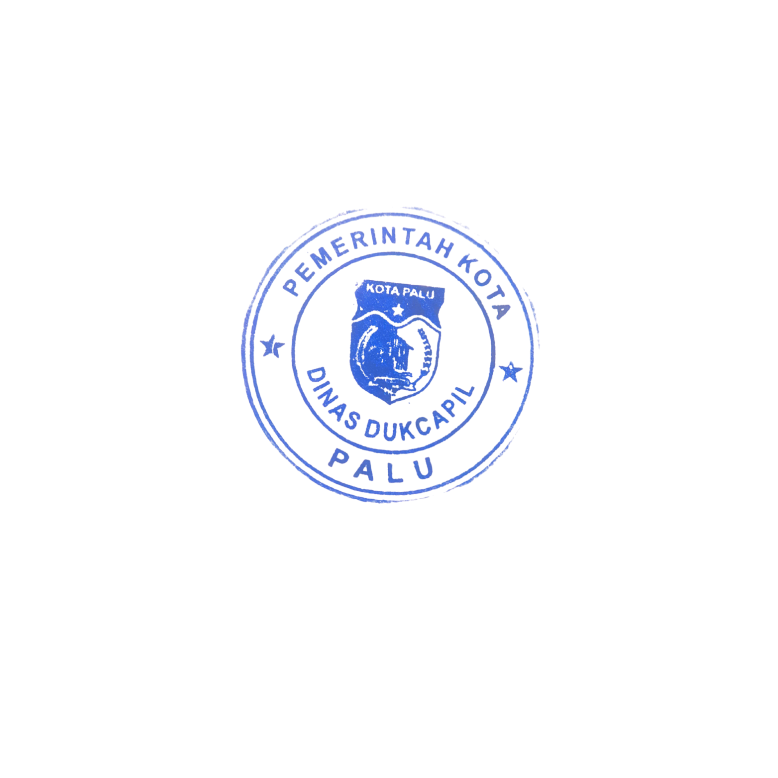 PEMERINTAH KOTA
KOTA PALU
DINAS DUKCAPIL
PALU